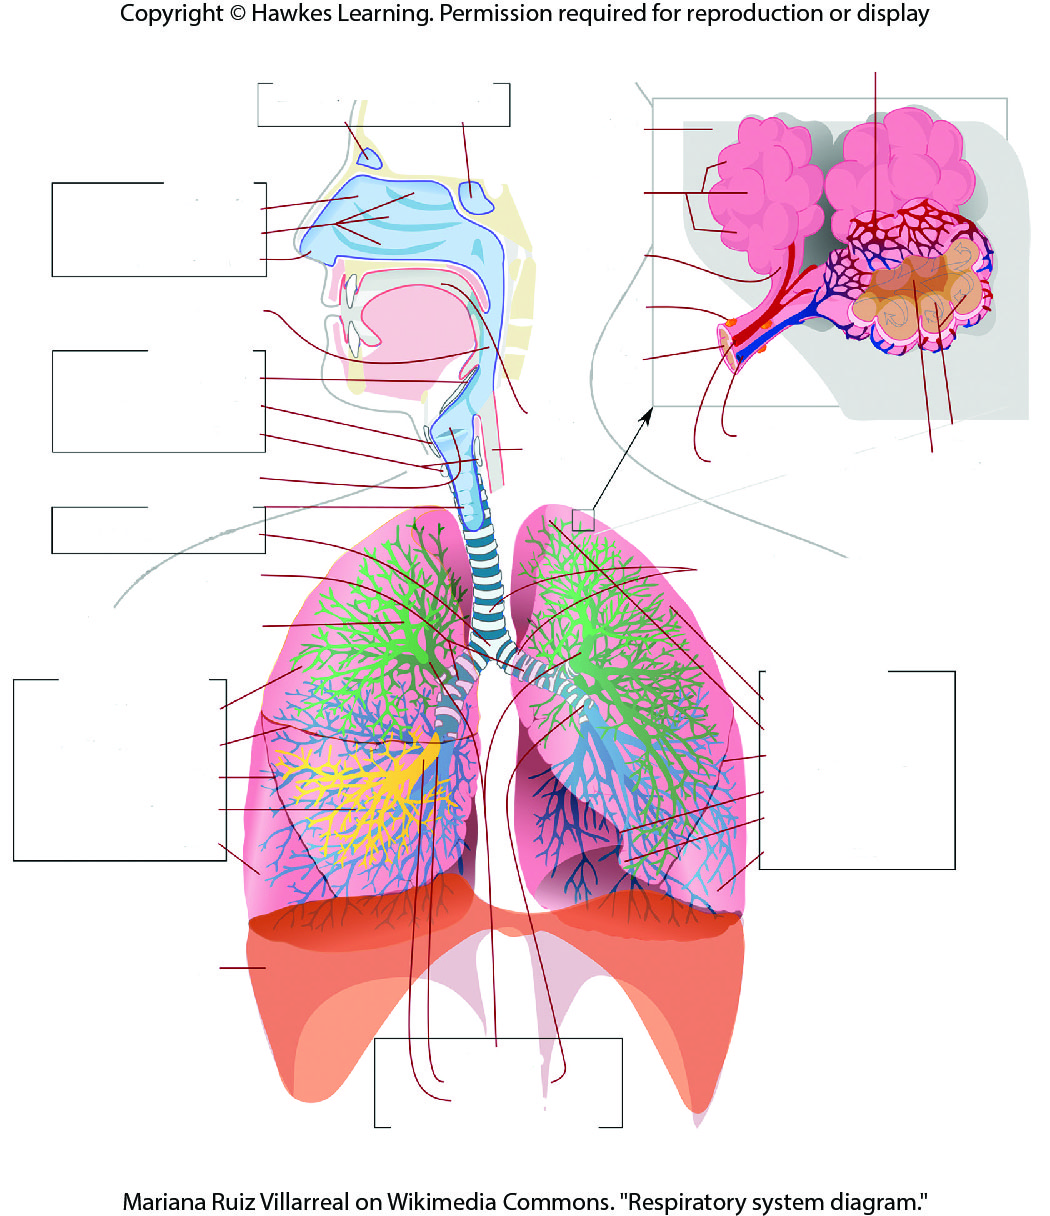 Copyright © Hawkes Learning. Permission required for reproduction or display
Mariana Ruiz Villarreal on Wikimedia Commons. "Respiratory system diagram."